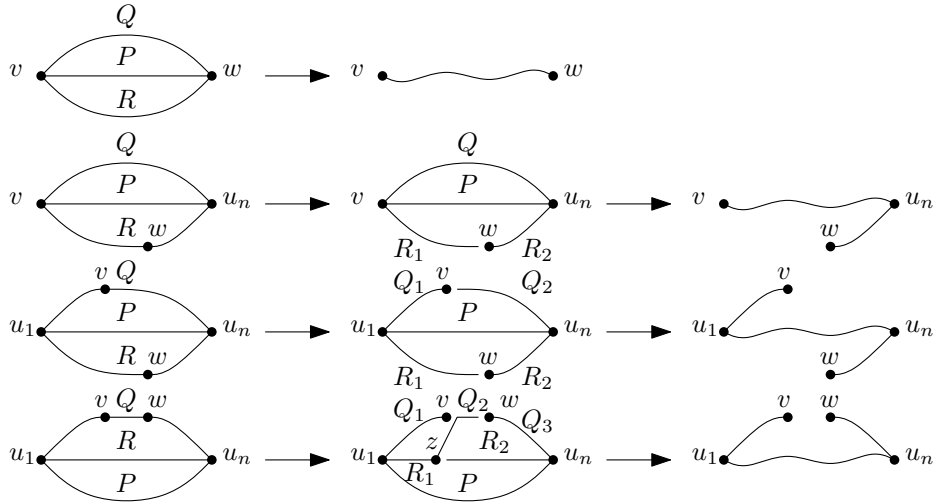 Q
P
v w v w
R
Q Q
P P
v u_n v u_n v u_n
R w w w
R_1 R_2
v Q Q_1 v Q_2 v
P P
u_1 u_n u_1 u_n u_1 u_n
R w w w
R_1 R_2
v Q w Q_1 v Q_2 w v w
Q_3
R z R_2
u_1 u_n u_1 u_n u_1 u_n
R_1
P P